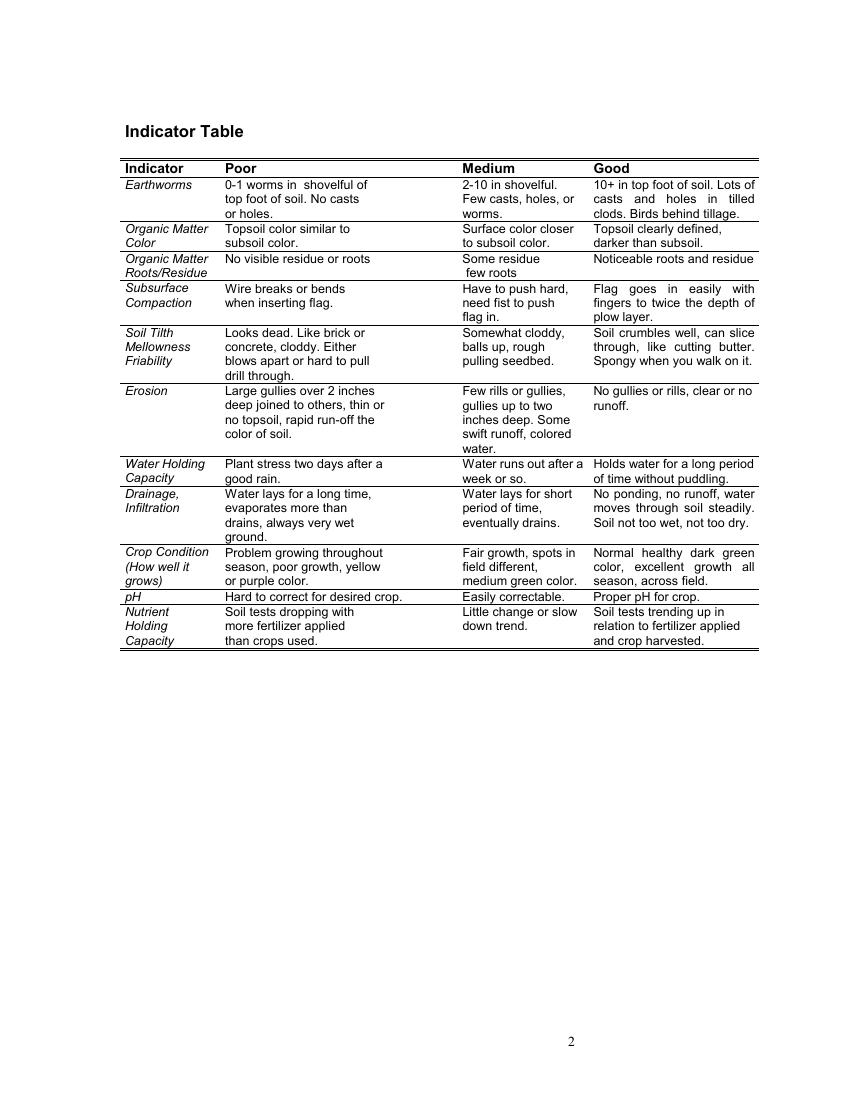 Indicator Table
Indicator Poor Medium Good
Earthworms 0-1 worms in shovelful of 2-10 in shovelful. 10+ in top foot of soil. Lots of
top foot of soil. No casts Few casts, holes, or casts and holes in tilled
or holes. worms. clods. Birds behind tillage.
Organic Matter Topsoil color similar to Surface color closer Topsoil clearly defined,
Color subsoil color. to subsoil color. darker than subsoil.
Organic Matter No visible residue or roots Some residue Noticeable roots and residue
Roots/Residue few roots
Subsurface Wire breaks or bends Have to push hard, Flag goes in easily with
Compaction when inserting flag. need fist to push fingers to twice the depth of
flag in. plow layer.
Soil Tilth Looks dead. Like brick or Somewhat cloddy, Soil crumbles well, can slice
Mellowness concrete, cloddy. Either balls up, rough through, like cutting butter.
Friability blows apart or hard to pull pulling seedbed. Spongy when you walk on it.
drill through.
Erosion Large gullies over 2 inches Few rills or gullies, No gullies or rills, clear or no
deep joined to others, thin or gullies up to two runoff.
no topsoil, rapid run-off the inches deep. Some
color of soil. swift runoff, colored
water.
Water Holding Plant stress two days after a Water runs out after a Holds water for a long period
Capacity good rain. week or so. of time without puddling.
Drainage, Water lays for a long time, Water lays for short No ponding, no runoff, water
Infiltration evaporates more than period of time, moves through soil steadily.
drains, always very wet eventually drains. Soil not too wet, not too dry.
ground.
Crop Condition Problem growing throughout Fair growth, spots in Normal healthy dark green
(How well it season, poor growth, yellow field different, color, excellent growth all
grows) or purple color. medium green color. season, across field.
pH Hard to correct for desired crop. Easily correctable. Proper pH for crop.
Nutrient Soil tests dropping with Little change or slow Soil tests trending up in
Holding more fertilizer applied down trend. relation to fertilizer applied
Capacity than crops used. and crop harvested.
2